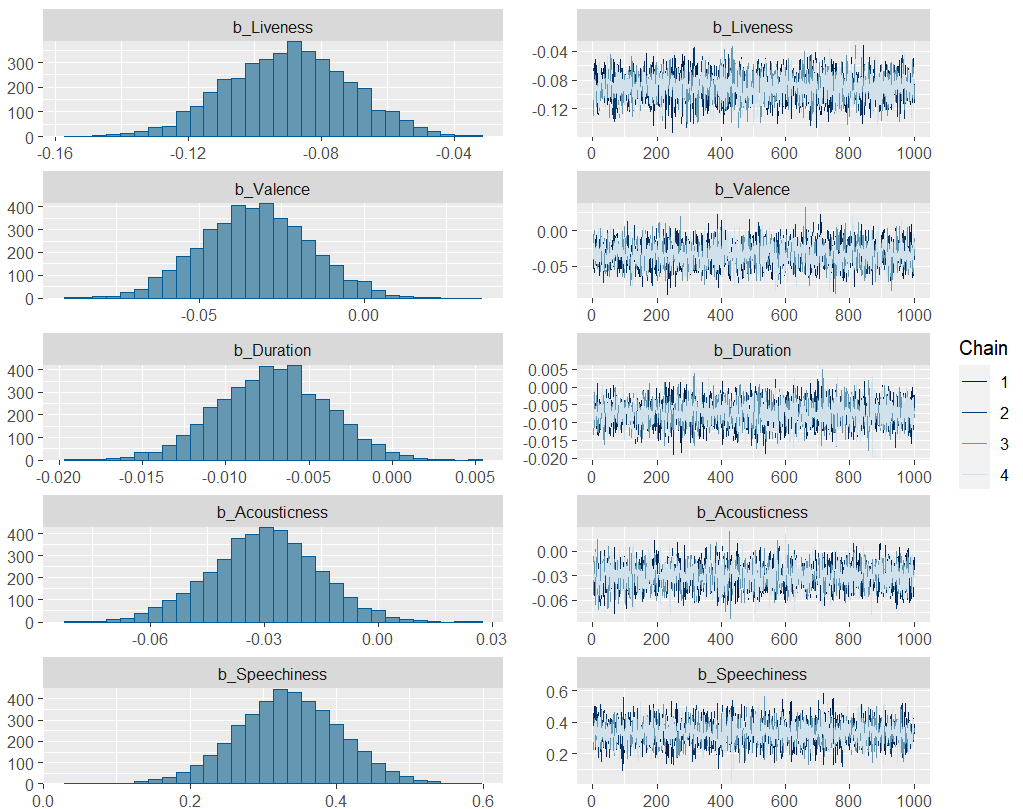 b_Liveness
300
200
100
0
-0.16 -0.12 -0.08 -0.04
b_Liveness
-0.04
-0.08
-0.12
0 200 400 600 800 1000
b_Valence
400
300
200
100
0
-0.05 0.00
b_Valence
0.00
-0.05
0 200 400 600 800 1000
b_Duration
400
300
200
100
0
-0.020 -0.015 -0.010 -0.005 0.000 0.005
b_Duration
0.005
0.000
-0.005
-0.010
-0.015
-0.020
0 200 400 600 800 1000
b_Acousticness
400
300
200
100
0
-0.06 -0.03 0.00 0.03
b_Acousticness
0.00
-0.03
-0.06
0 200 400 600 800 1000
b_Speechiness
400
300
200
100
0
0.0 0.2 0.4 0.6
b_Speechiness
0.6
0.4
0.2
0 200 400 600 800 1000
Chain
1
2
3
4